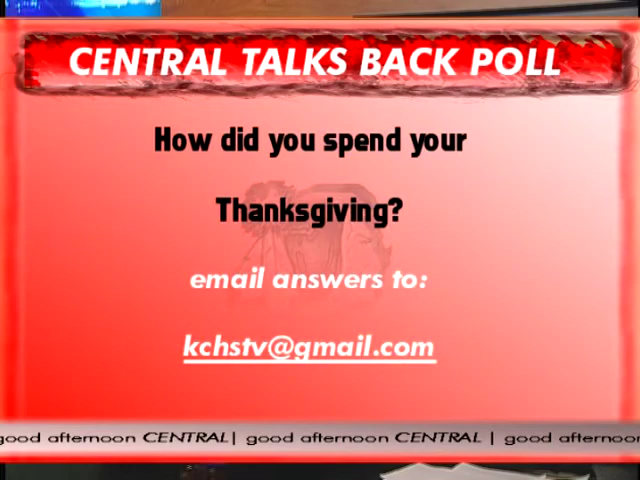 CENTRAL TALKS BACK POLL
How did you spend your
Thanksgiving?
email answers to:
kchstv@gmail.com
good afternoon CENTRAL| good afternoon CENTRAL | good afternoon